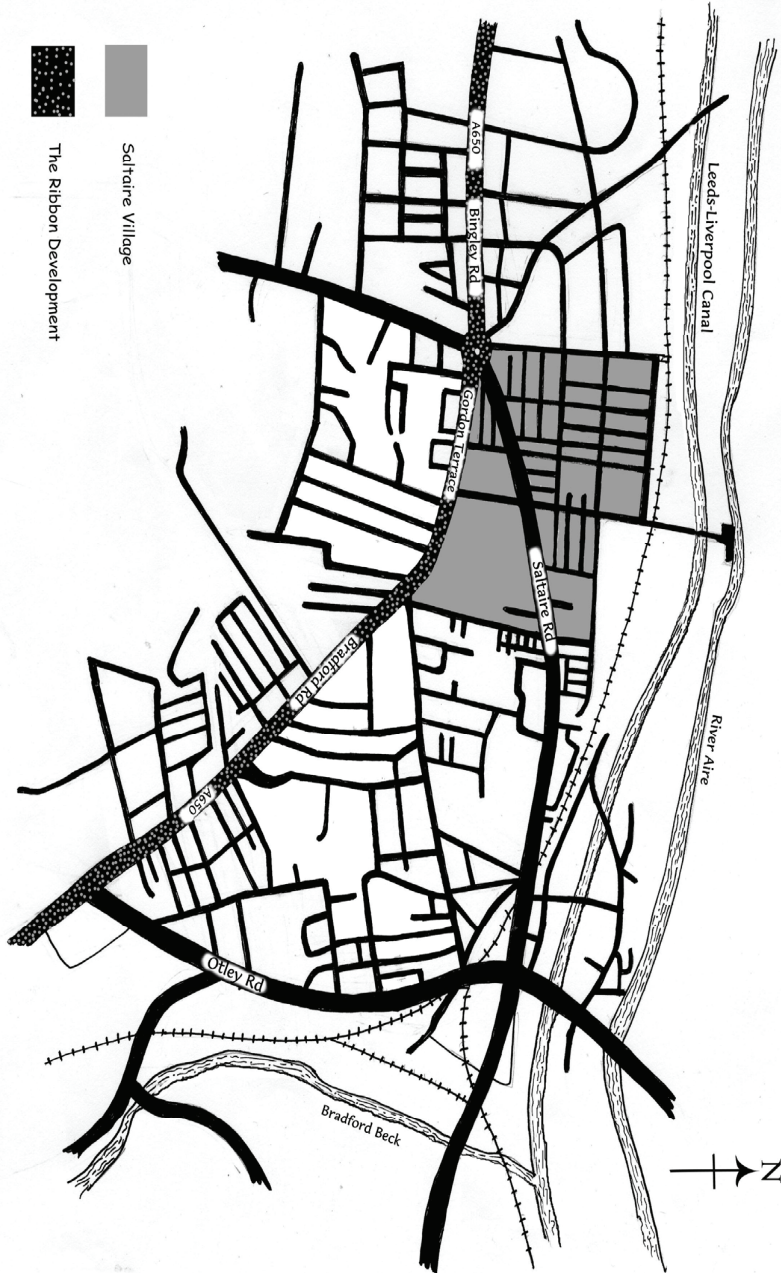 Leeds-Liverpool Canal
River Aire
A650
Bingley Rd
Gordon Terrace
Saltaire Rd
Bradford Rd
A650
Otley Rd
Bradford Beck
N
Saltaire Village
The Ribbon Development